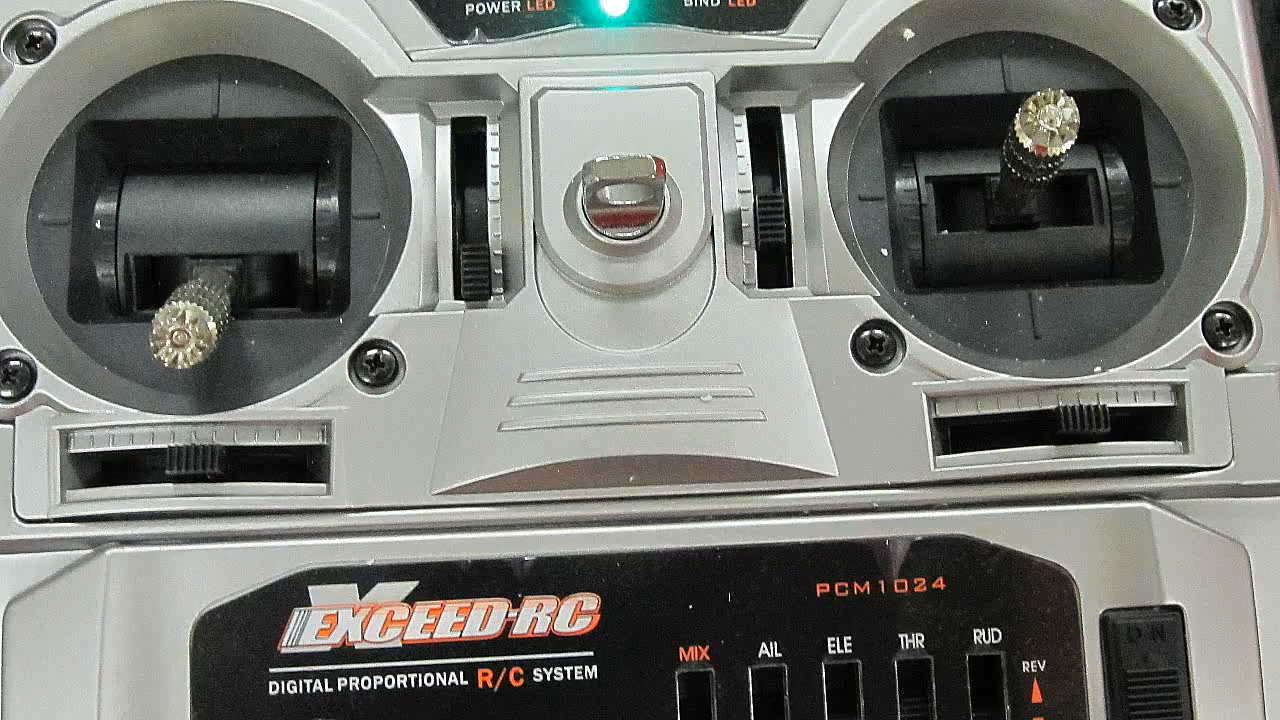 POWER LED
BIND LED
EXCEED-RC
DIGITAL PROPORTIONAL R/C SYSTEM
PCM1024
MIX AIL ELE THR RUD
REV